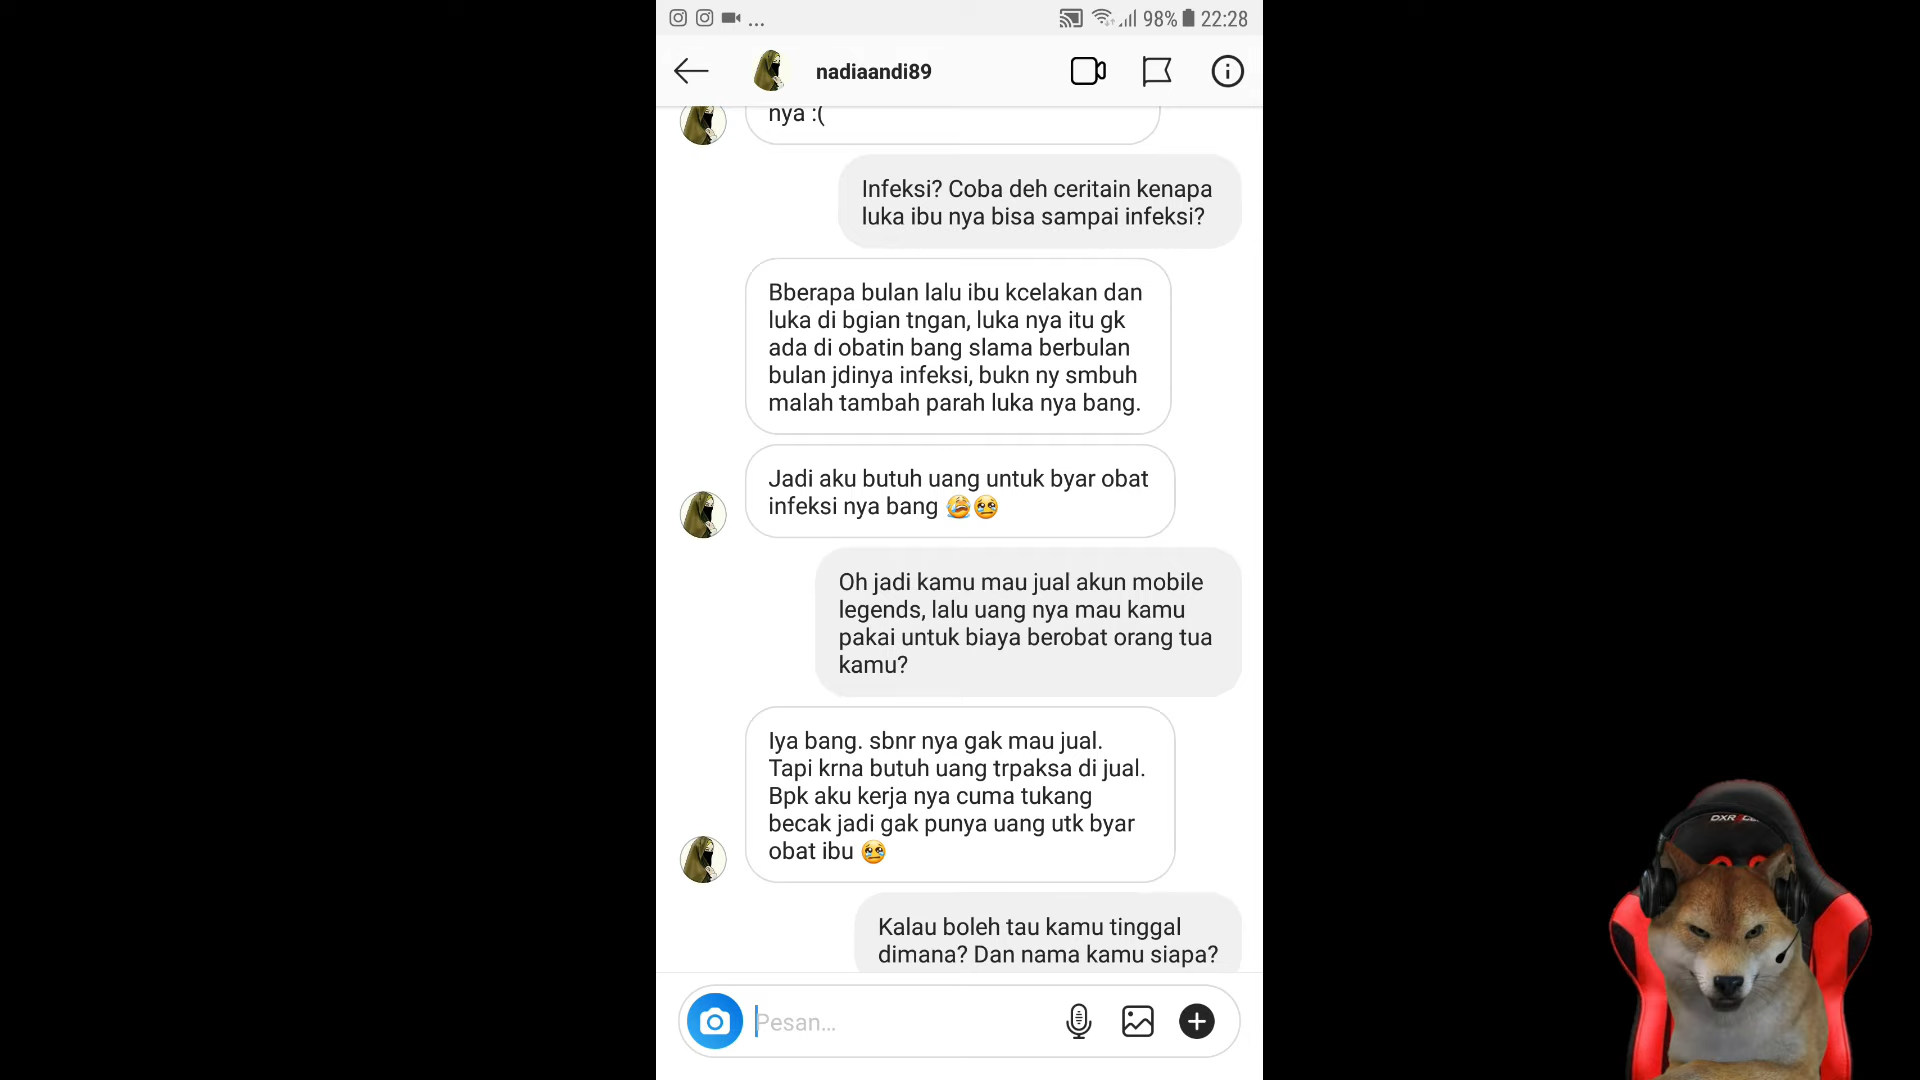 ... 98% 22:28
nadiaandi89
nya :(
Infeksi? Coba deh ceritain kenapa
luka ibu nya bisa sampai infeksi?
Bberapa bulan lalu ibu kcelakan dan
luka di bgian tngan, luka nya itu gk
ada di obatin bang slama berbulan
bulan jdinya infeksi, bukn ny smbuh
malah tambah parah luka nya bang.
Jadi aku butuh uang untuk byar obat
infeksi nya bang 😭😢
Oh jadi kamu mau jual akun mobile
legends, lalu uang nya mau kamu
pakai untuk biaya berobat orang tua
kamu?
Iya bang. sbnr nya gak mau jual.
Tapi krna butuh uang trpaksa di jual.
Bpk aku kerja nya cuma tukang
becak jadi gak punya uang utk byar
obat ibu 😢
Kalau boleh tau kamu tinggal
dimana? Dan nama kamu siapa?
Pesan...